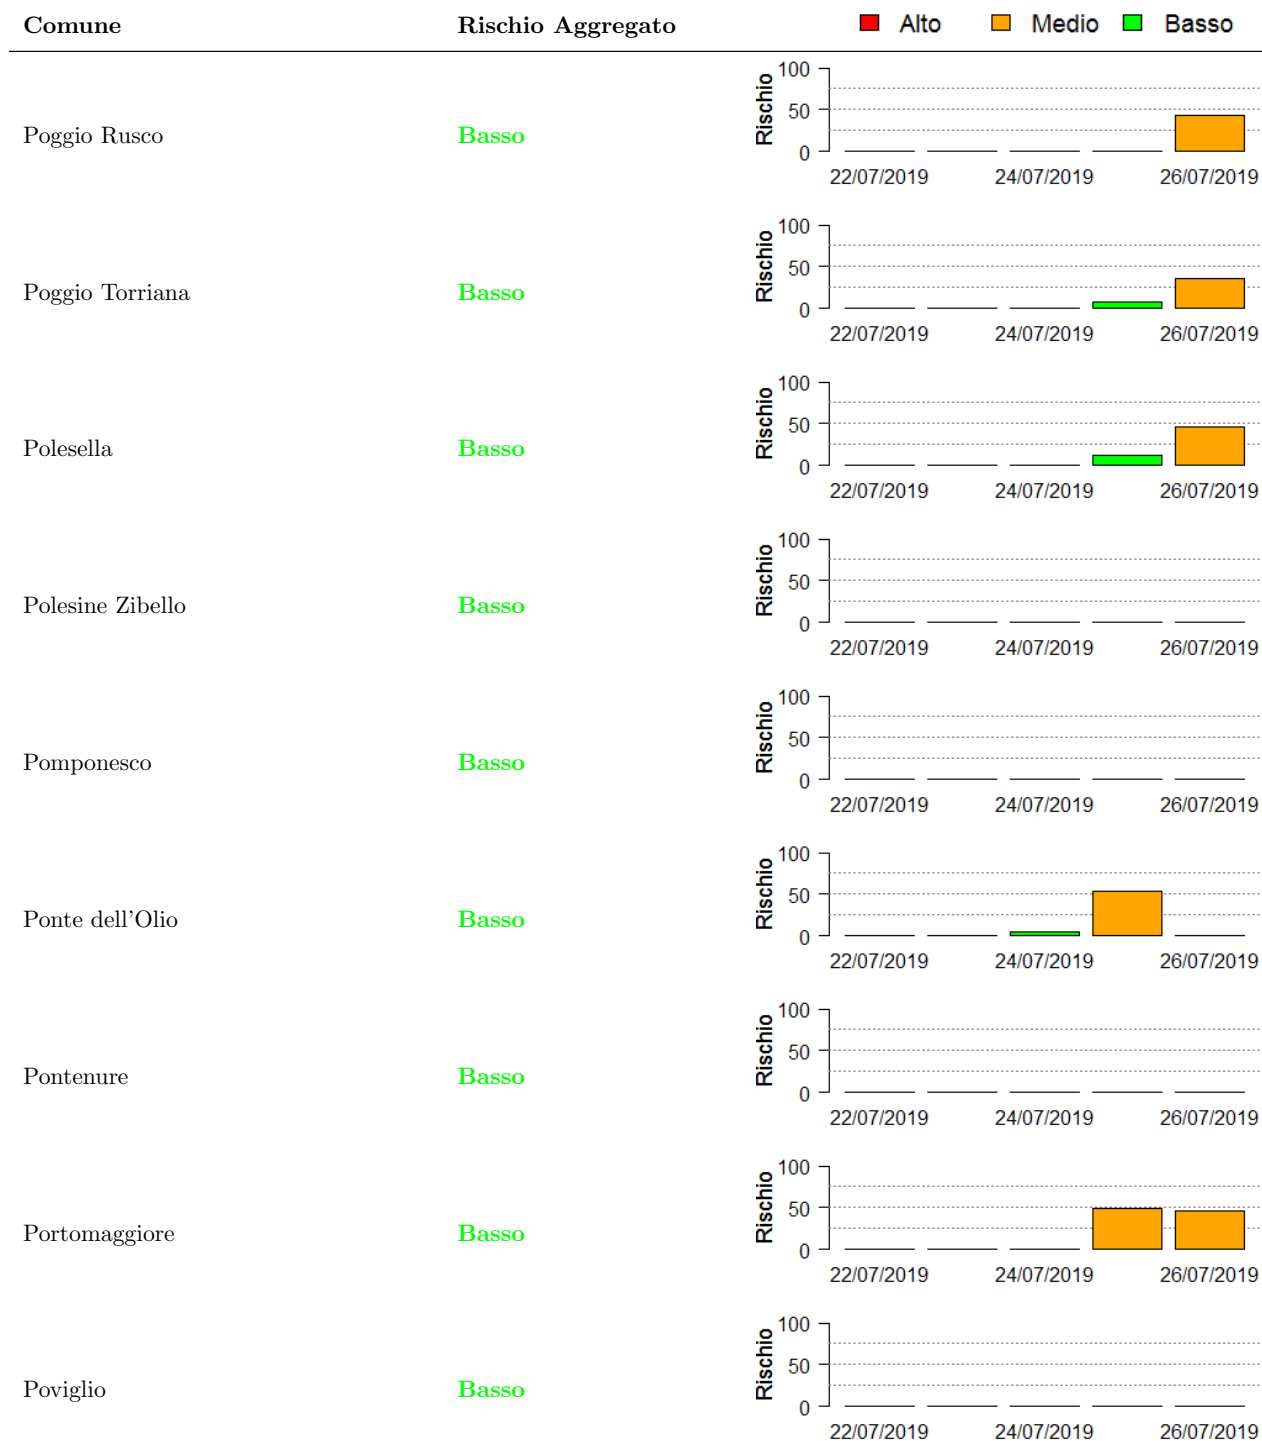 Comune Rischio Aggregato Alto Medio Basso
Poggio Rusco Basso Rischio 100 50 0
22/07/2019 24/07/2019 26/07/2019
Poggio Torriana Basso Rischio 100 50 0
22/07/2019 24/07/2019 26/07/2019
Polesella Basso Rischio 100 50 0
22/07/2019 24/07/2019 26/07/2019
Polesine Zibello Basso Rischio 100 50 0
22/07/2019 24/07/2019 26/07/2019
Pomponesco Basso Rischio 100 50 0
22/07/2019 24/07/2019 26/07/2019
Ponte dell'Olio Basso Rischio 100 50 0
22/07/2019 24/07/2019 26/07/2019
Pontenure Basso Rischio 100 50 0
22/07/2019 24/07/2019 26/07/2019
Portomaggiore Basso Rischio 100 50 0
22/07/2019 24/07/2019 26/07/2019
Poviglio Basso Rischio 100 50 0
22/07/2019 24/07/2019 26/07/2019